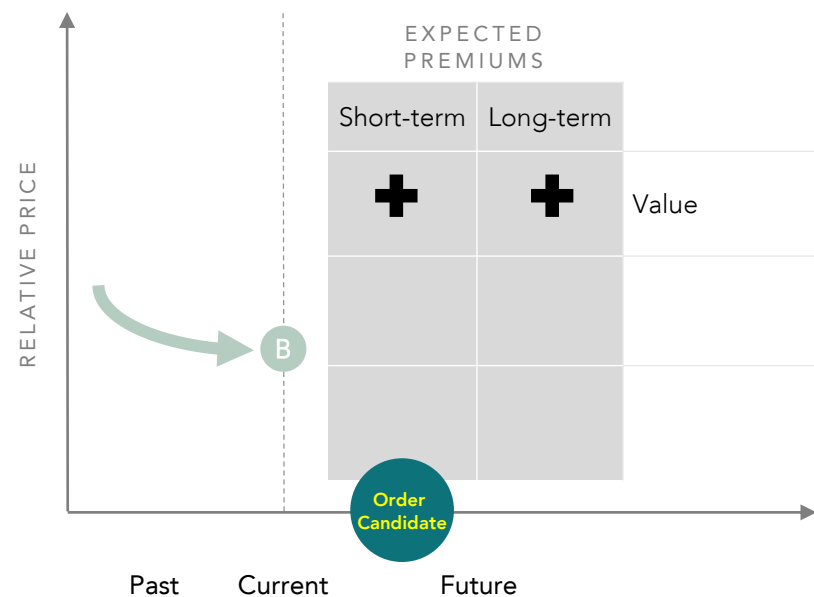 EXPECTED
PREMIUMS
Short-term Long-term
Value
RELATIVE PRICE
B
Order
Candidate
Past Current Future